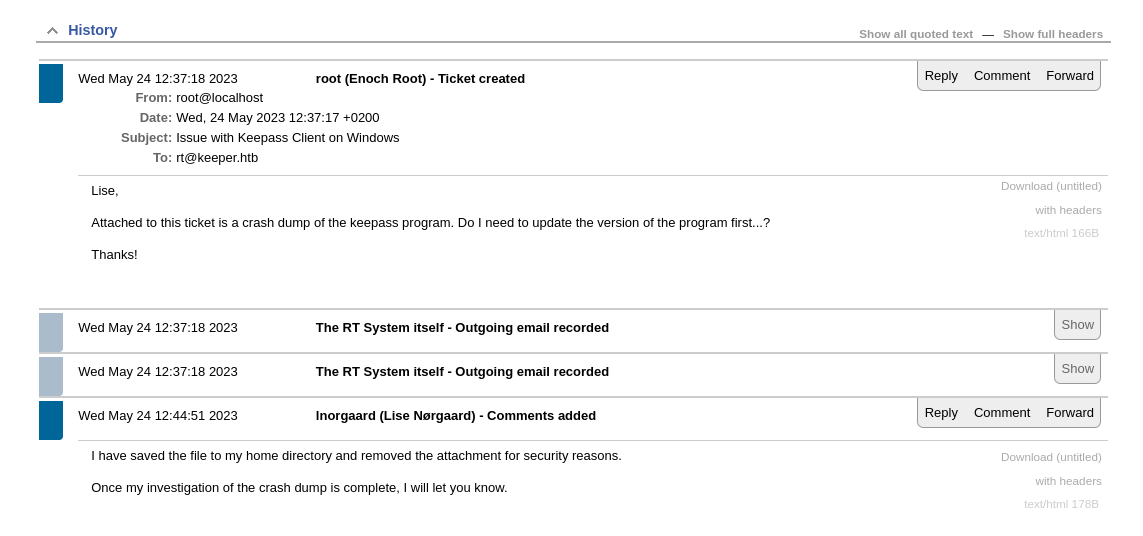 History
Show all quoted text — Show full headers
Wed May 24 12:37:18 2023 root (Enoch Root) - Ticket created Reply Comment Forward
From: root@localhost
Date: Wed, 24 May 2023 12:37:17 +0200
Subject: Issue with Keepass Client on Windows
To: rt@keeper.htb
Lise,
Download (untitled)
with headers
text/html 166B
Attached to this ticket is a crash dump of the keepass program. Do I need to update the version of the program first...?
Thanks!
Wed May 24 12:37:18 2023 The RT System itself - Outgoing email recorded Show
Wed May 24 12:37:18 2023 The RT System itself - Outgoing email recorded Show
Wed May 24 12:44:51 2023 lnorgaard (Lise Nørgaard) - Comments added Reply Comment Forward
I have saved the file to my home directory and removed the attachment for security reasons.
Download (untitled)
with headers
text/html 178B
Once my investigation of the crash dump is complete, I will let you know.